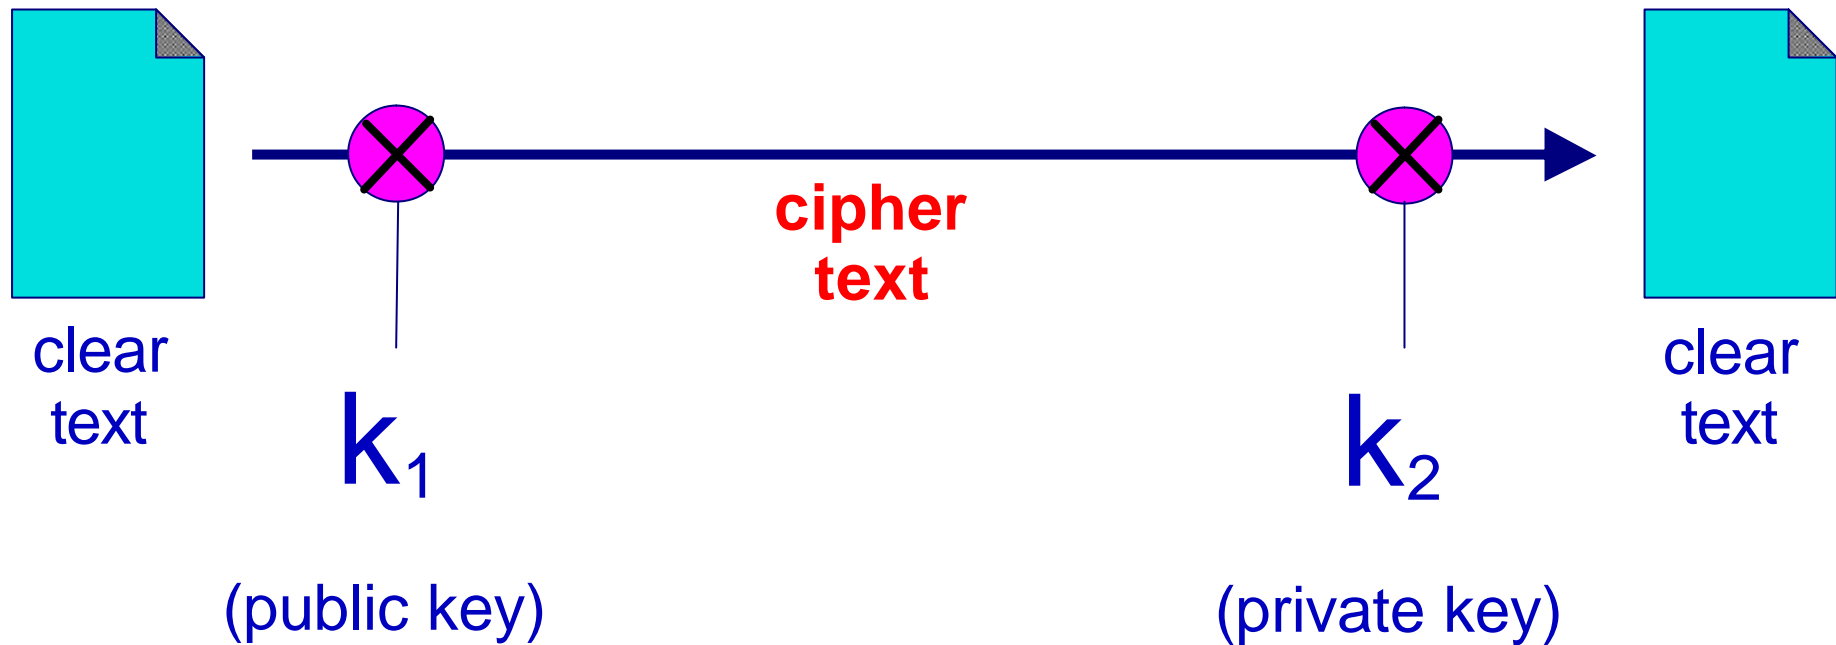 cipher
text
clear
text
clear
text
k₁
k₂
(public key)
(private key)